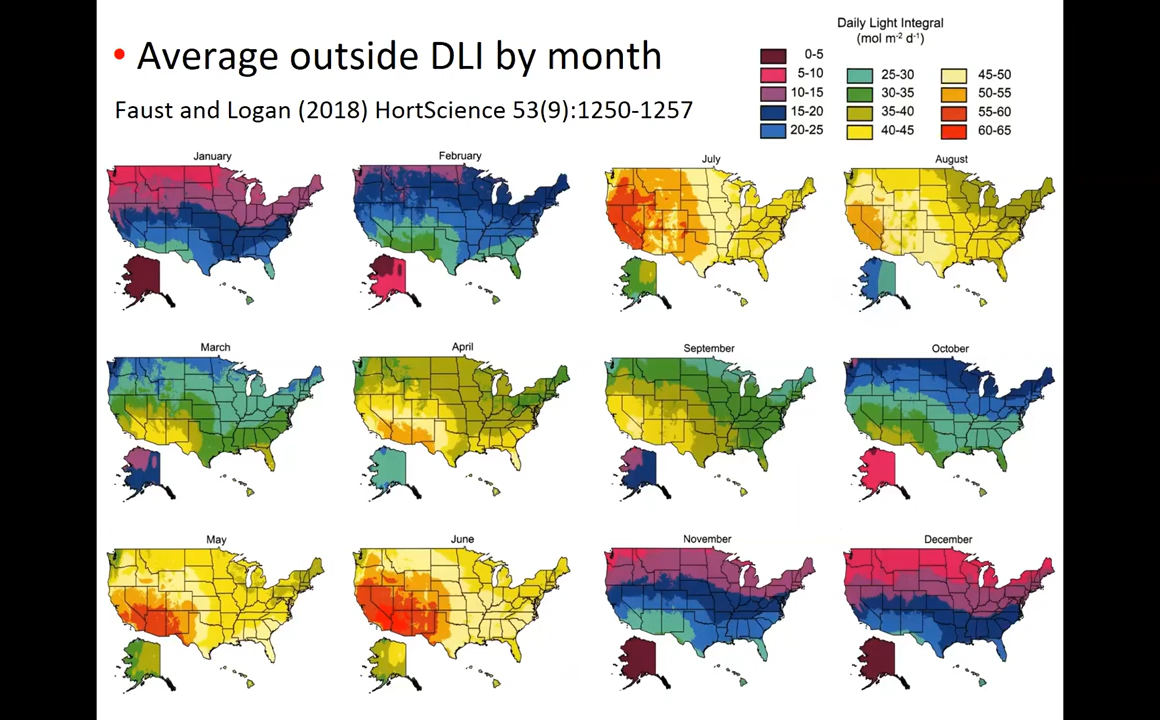 • Average outside DLI by month
Faust and Logan (2018) HortScience 53(9):1250-1257
Daily Light Integral
(mol m⁻² d⁻¹)
0-5
5-10
10-15
15-20
20-25
25-30
30-35
35-40
40-45
45-50
50-55
55-60
60-65
January
February
July
August
March
April
September
October
May
June
November
December